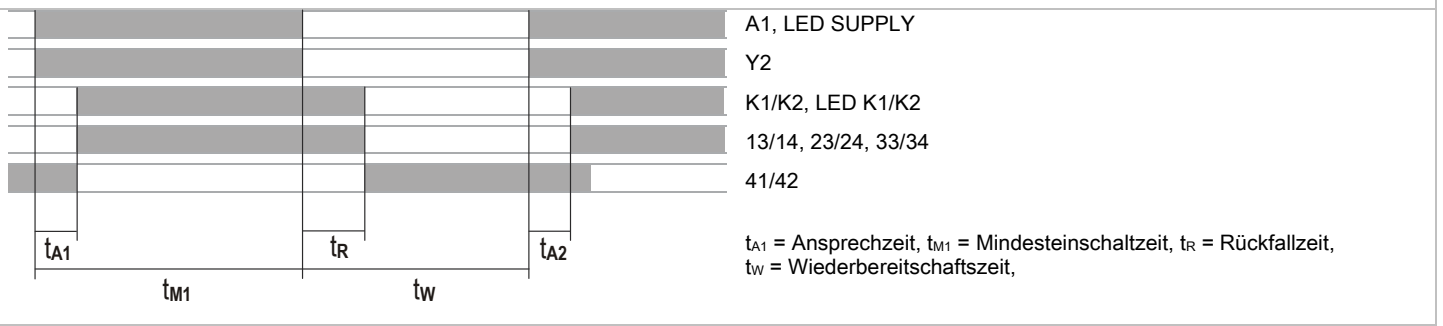 A1, LED SUPPLY
Y2
K1/K2, LED K1/K2
13/14, 23/24, 33/34
41/42
tA1 tR tA2
tM1 tW
tA1 = Ansprechzeit, tM1 = Mindesteinschaltzeit, tR = Rückfallzeit,
tW = Wiederbereitschaftszeit,